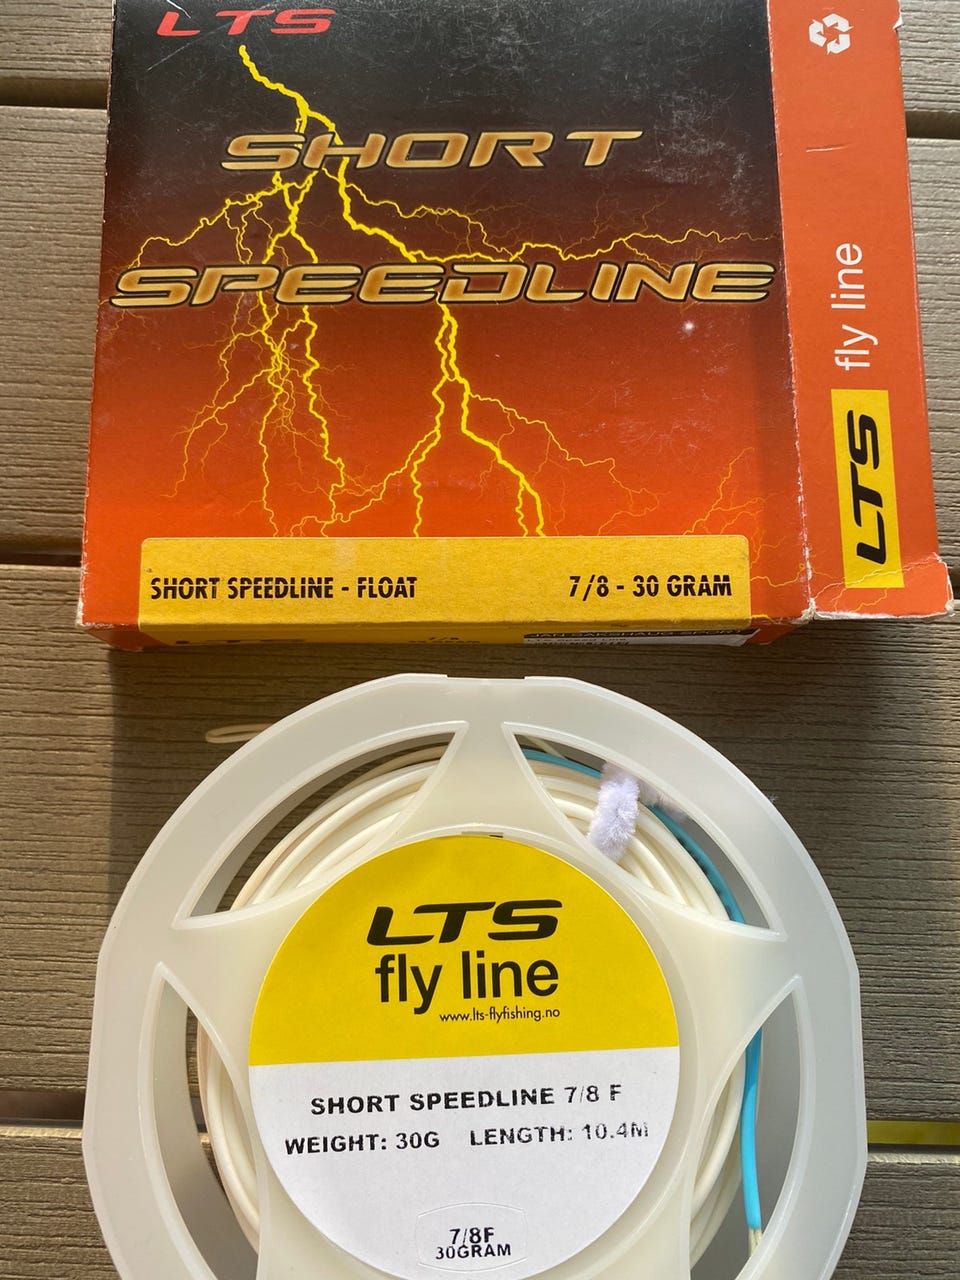 LTS
SHORT
SPEEDLINE
SHORT SPEEDLINE - FLOAT 7/8 - 30 GRAM
fly line
LTS
LTS
fly line
www.lts-flyfishing.no
SHORT SPEEDLINE 7/8 F
WEIGHT: 30G LENGTH: 10.4M
7/8F
30GRAM